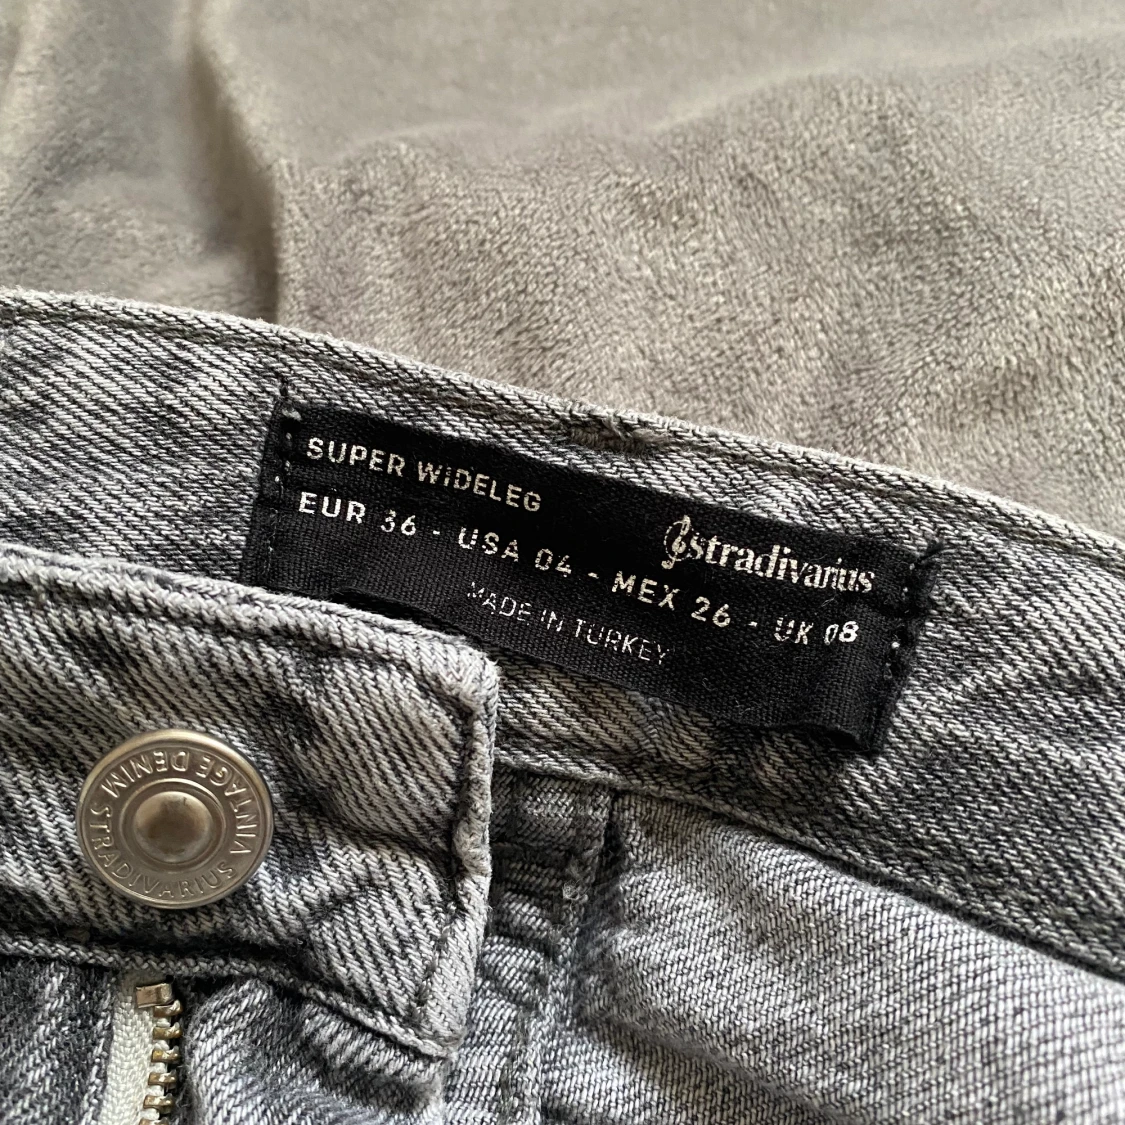 SUPER WIDELEG
stradivarius
EUR 36 - USA 04 - MEX 26 - UK 08
MADE IN TURKEY
VINTAGE DENIM STRADIVARIUS